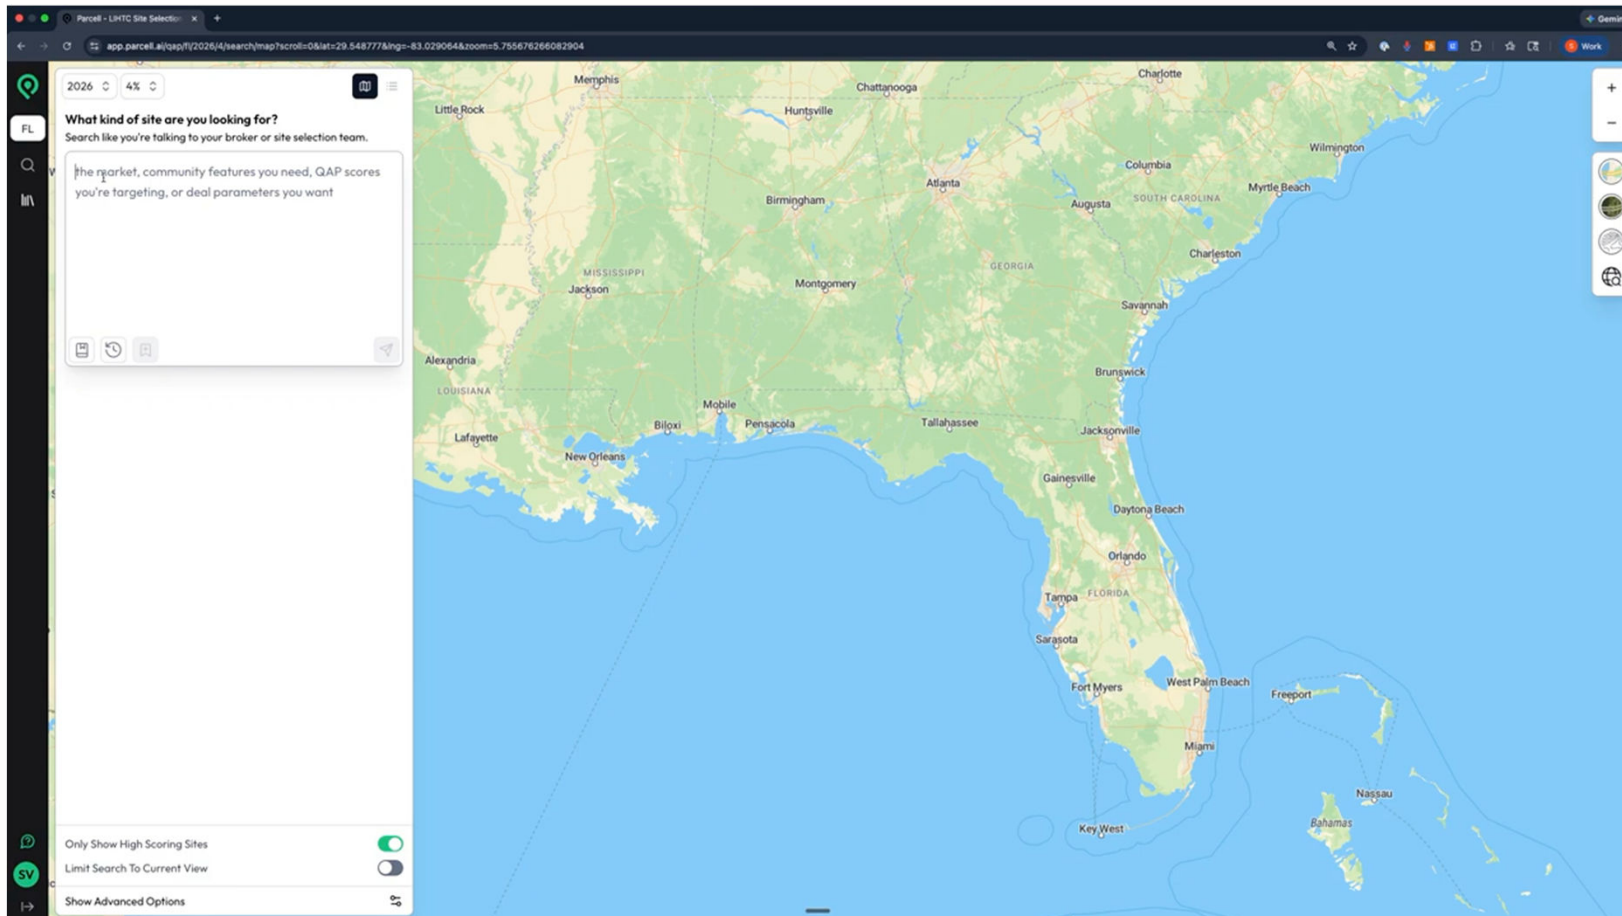 Parcell - LIHTC Site Selection
Gemin
app.parcell.ai/qap/fl/2026/4/search/map?scroll=0&lat=29.548777&lng=-83.029064&zoom=5.755676266082904
S Work
FL
2026
4%
What kind of site are you looking for?
Search like you're talking to your broker or site selection team.
the market, community features you need, QAP scores
you're targeting, or deal parameters you want
Only Show High Scoring Sites
Limit Search To Current View
Show Advanced Options
SV
Memphis
Chattanooga
Charlotte
Little Rock
Huntsville
Wilmington
Columbia
Atlanta
Myrtle Beach
Birmingham
Augusta
SOUTH CAROLINA
Charleston
MISSISSIPPI
GEORGIA
Jackson
Montgomery
Savannah
Alexandria
Brunswick
LOUISIANA
Mobile
Biloxi
Pensacola
Tallahassee
Jacksonville
Lafayette
New Orleans
Gainesville
Daytona Beach
Orlando
Tampa
FLORIDA
Sarasota
Fort Myers
West Palm Beach
Freeport
Miami
Nassau
Key West
Bahamas
+
−